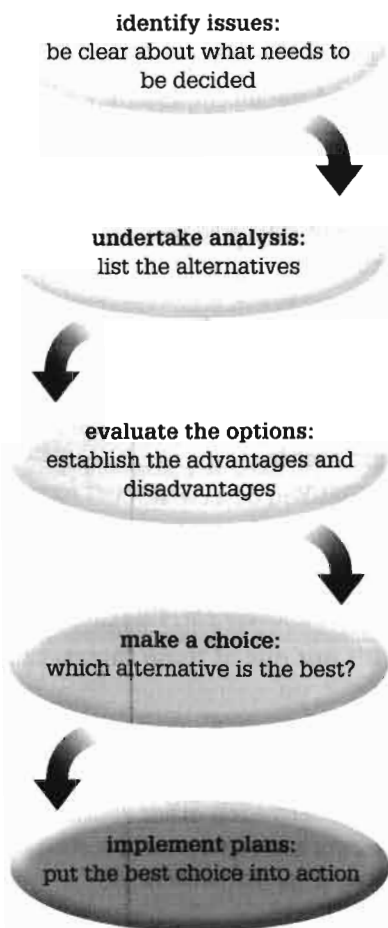 identify issues:
be clear about what needs to
be decided
undertake analysis:
list the alternatives
evaluate the options:
establish the advantages and
disadvantages
make a choice:
which alternative is the best?
implement plans:
put the best choice into action